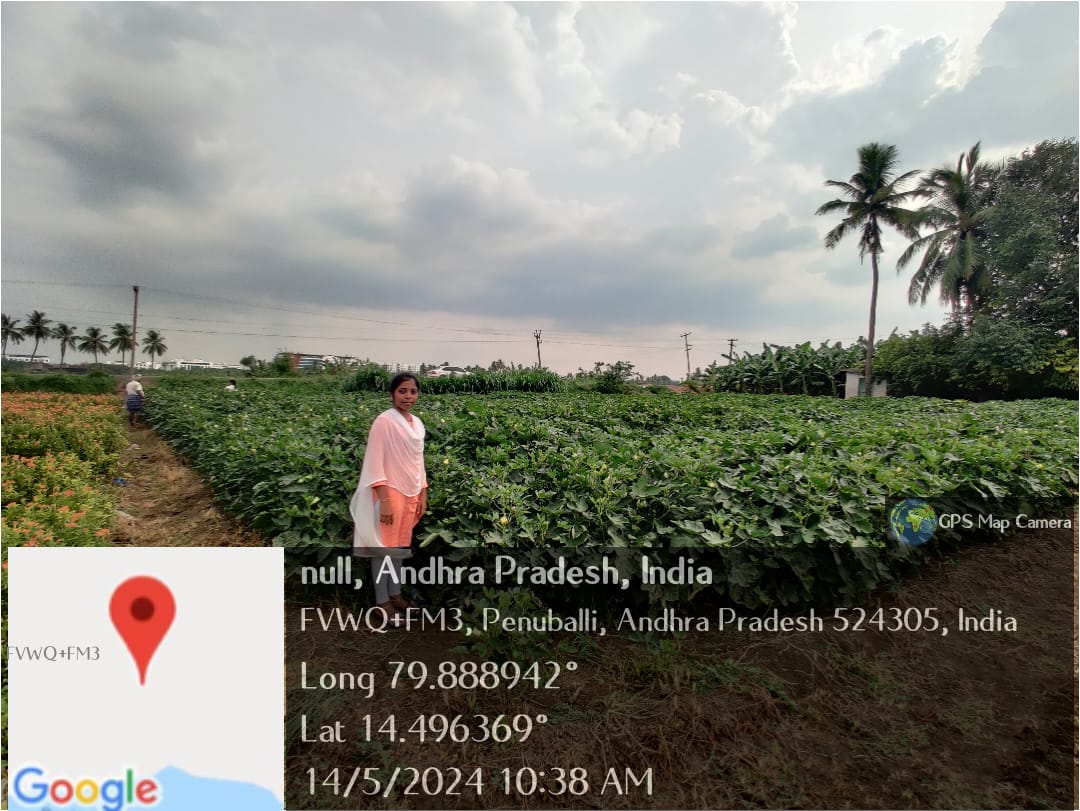 GPS Map Camera
null, Andhra Pradesh, India
FVWQ+FM3, Penuballi, Andhra Pradesh 524305, India
Long 79.888942°
Lat 14.496369°
14/5/2024 10:38 AM
FVWQ+FM3
Google